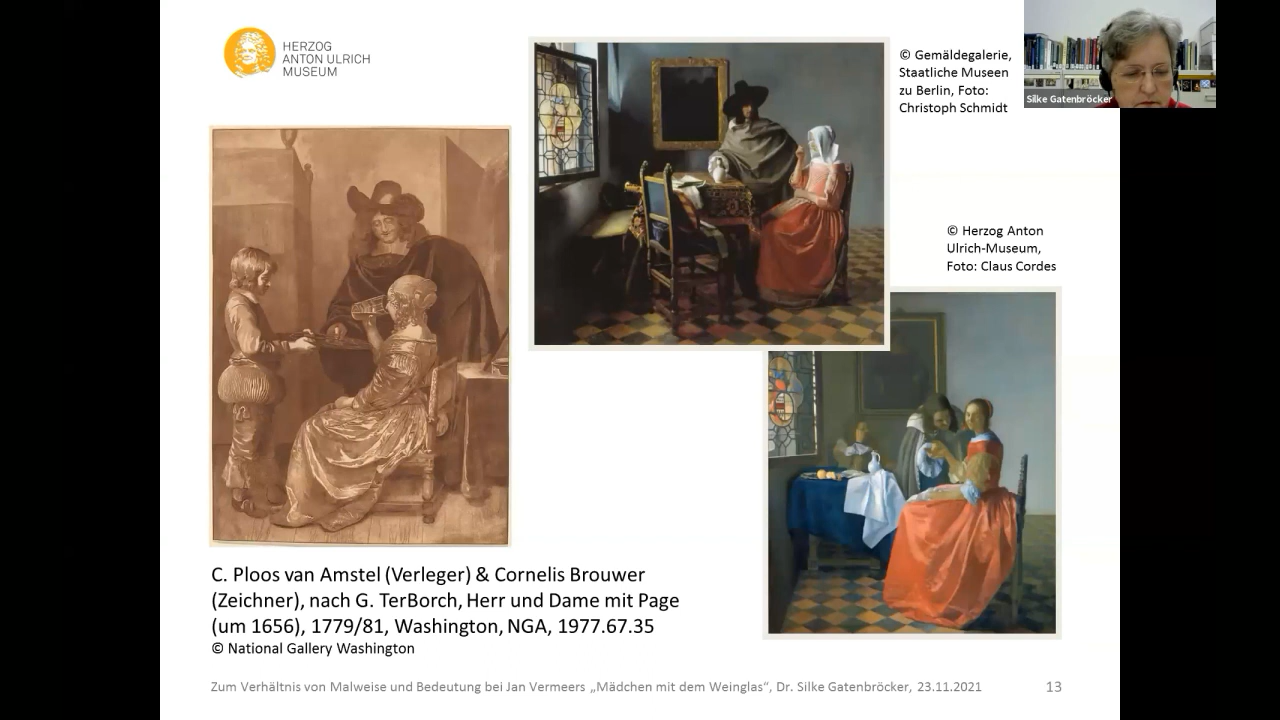 HERZOG
ANTON ULRICH
MUSEUM
© Gemäldegalerie,
Staatliche Museen
zu Berlin, Foto:
Christoph Schmidt
Silke Gatenbröcker
© Herzog Anton
Ulrich-Museum,
Foto: Claus Cordes
C. Ploos van Amstel (Verleger) & Cornelis Brouwer
(Zeichner), nach G. TerBorch, Herr und Dame mit Page
(um 1656), 1779/81, Washington, NGA, 1977.67.35
© National Gallery Washington
Zum Verhältnis von Malweise und Bedeutung bei Jan Vermeers „Mädchen mit dem Weinglas“, Dr. Silke Gatenbröcker, 23.11.2021
13